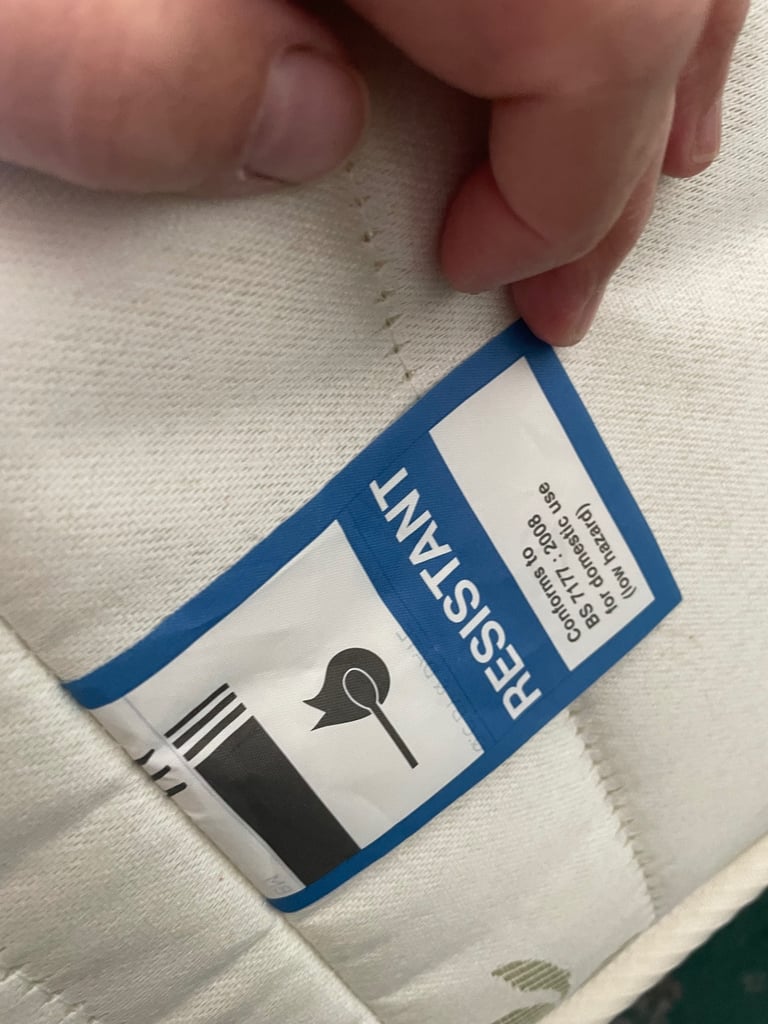 RESISTANT
Conforms to
BS 7177 : 2008
for domestic use
(low hazard)